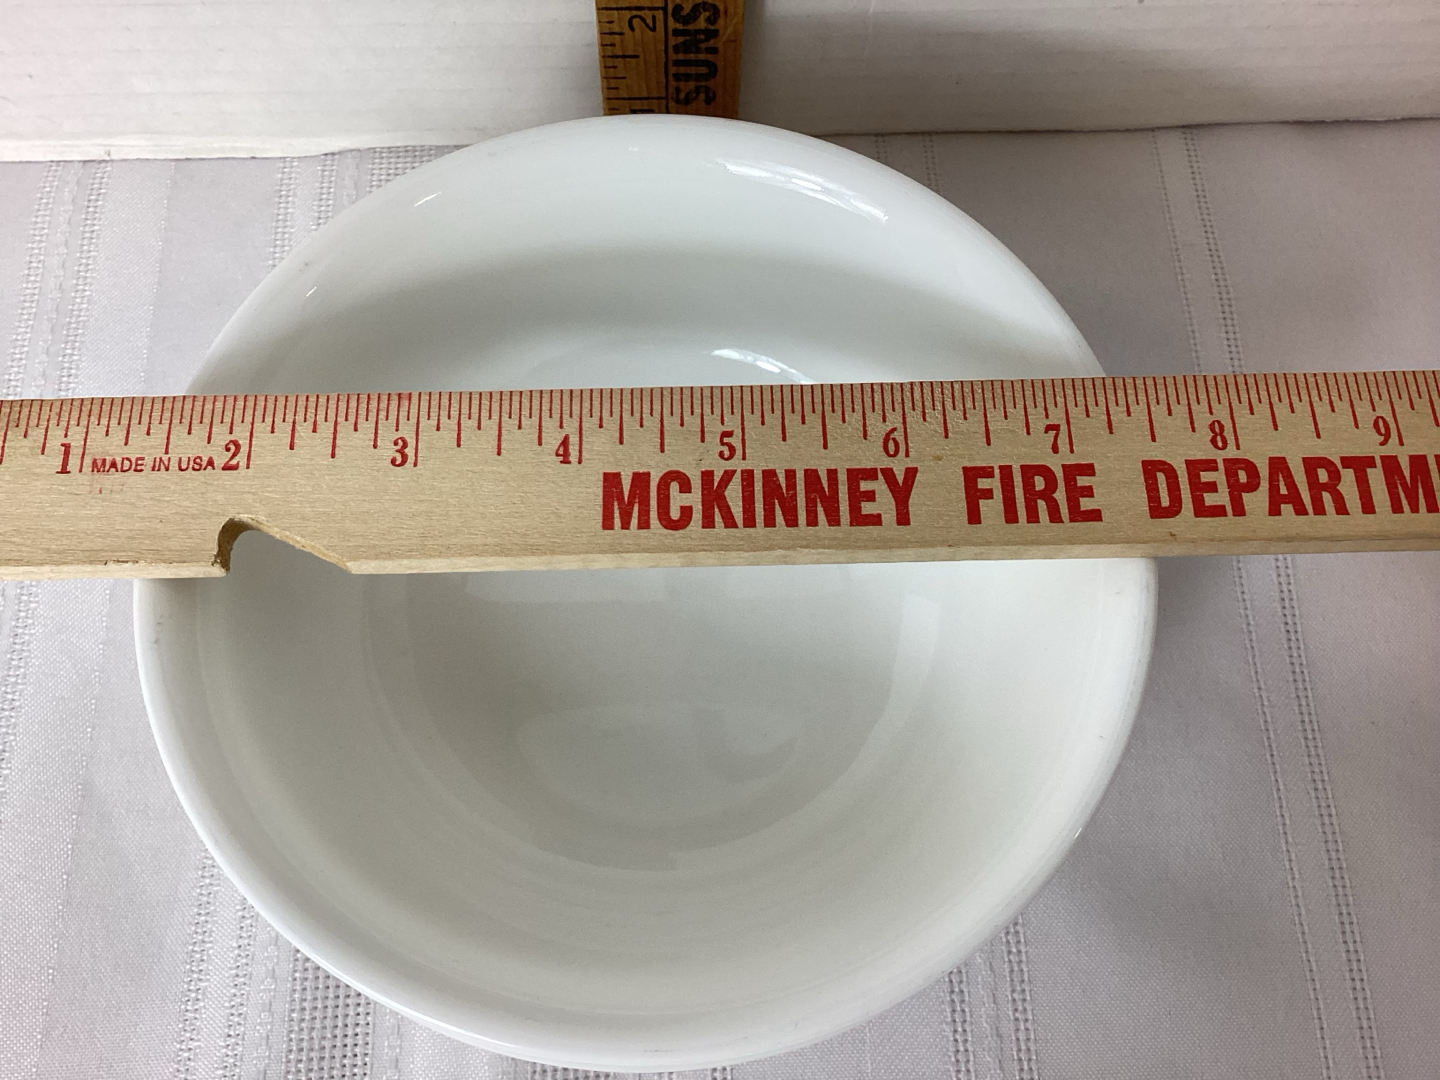 2
SUNS
1 MADE IN USA 2 3 4 5 6 7 8 9
MCKINNEY FIRE DEPARTM